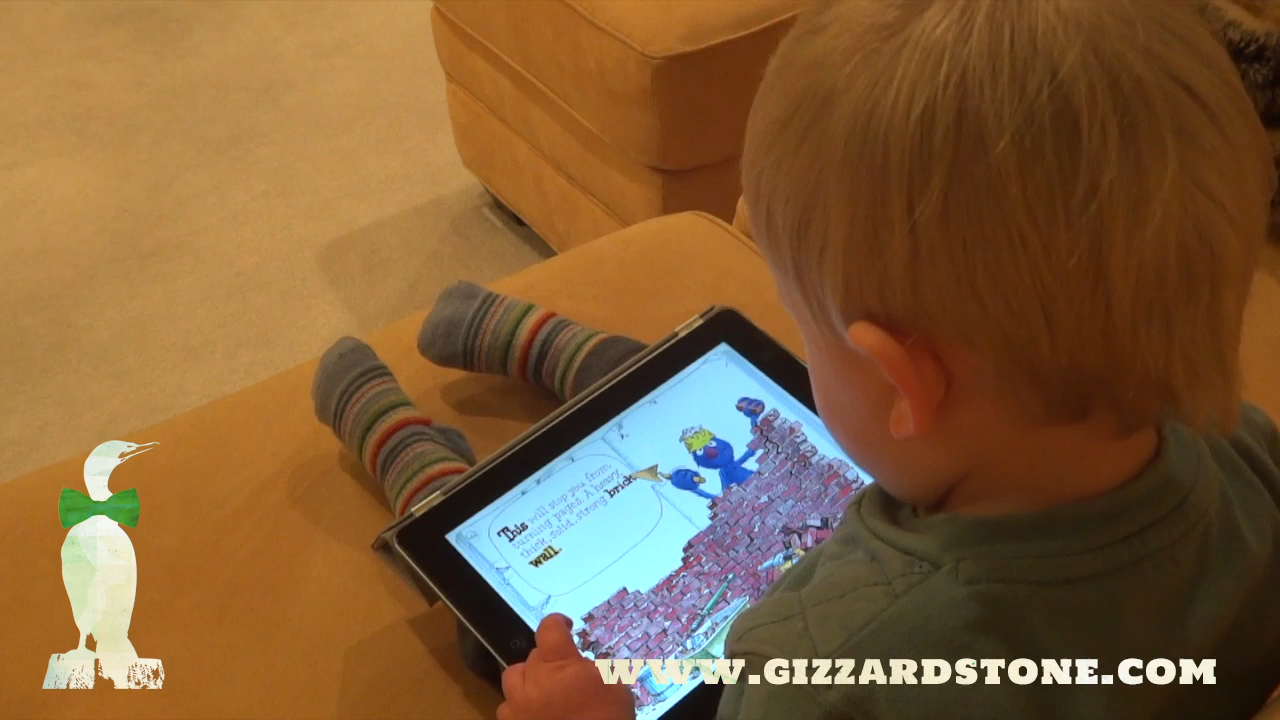 This will stop you from
turning pages. A heavy,
thick, solid, strong brick
wall.
WWW.GIZZARDSTONE.COM